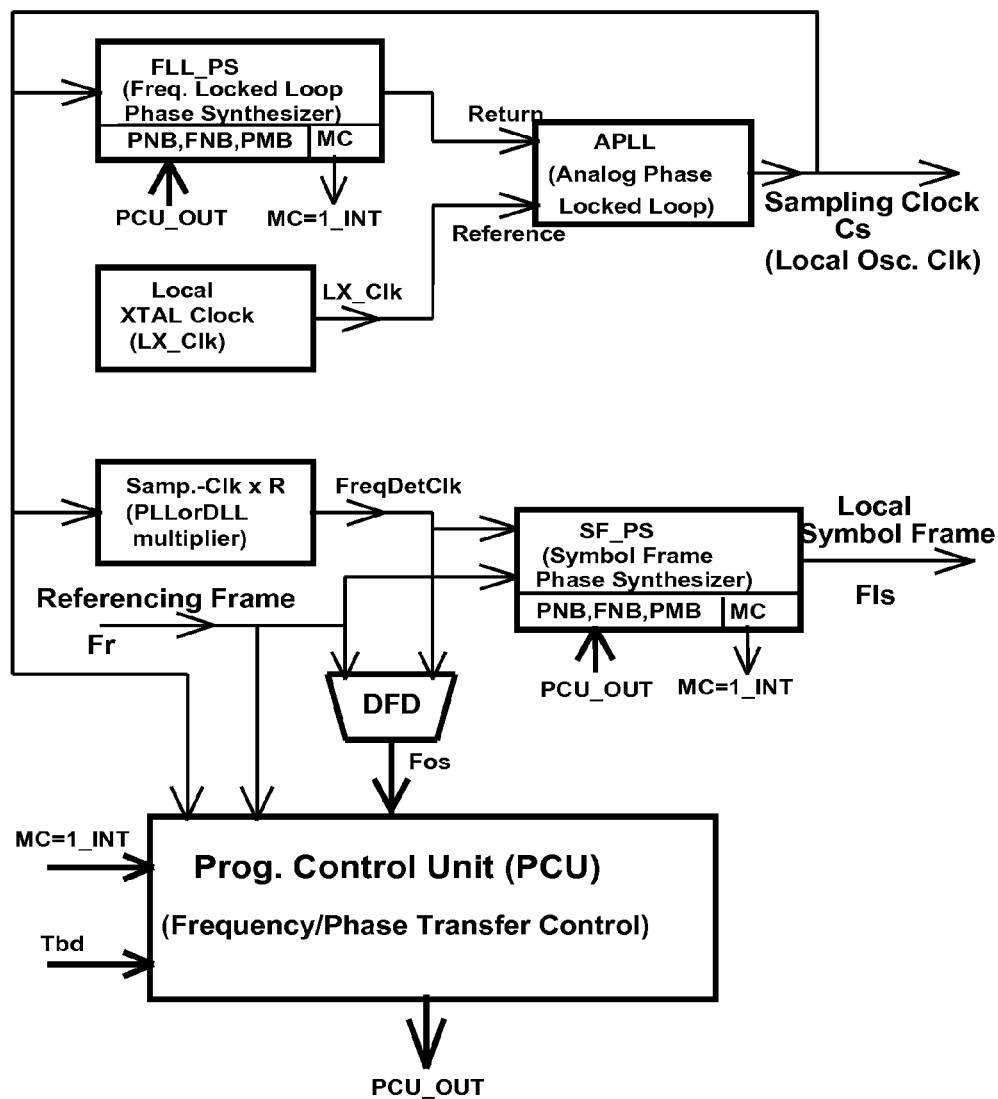 FLL_PS
(Freq. Locked Loop
Phase Synthesizer)
PNB,FNB,PMB
MC
PCU_OUT
MC=1_INT
Return
APLL
(Analog Phase
Locked Loop)
Reference
Sampling Clock
Cs
(Local Osc. Clk)
Local
XTAL Clock
(LX_Clk)
LX_Clk
Samp.-Clk x R
(PLLorDLL
multiplier)
FreqDetClk
SF_PS
(Symbol Frame
Phase Synthesizer)
PNB,FNB,PMB
MC
Local
Symbol Frame
Fls
Referencing Frame
Fr
PCU_OUT
MC=1_INT
DFD
Fos
MC=1_INT
Prog. Control Unit (PCU)
(Frequency/Phase Transfer Control)
Tbd
PCU_OUT